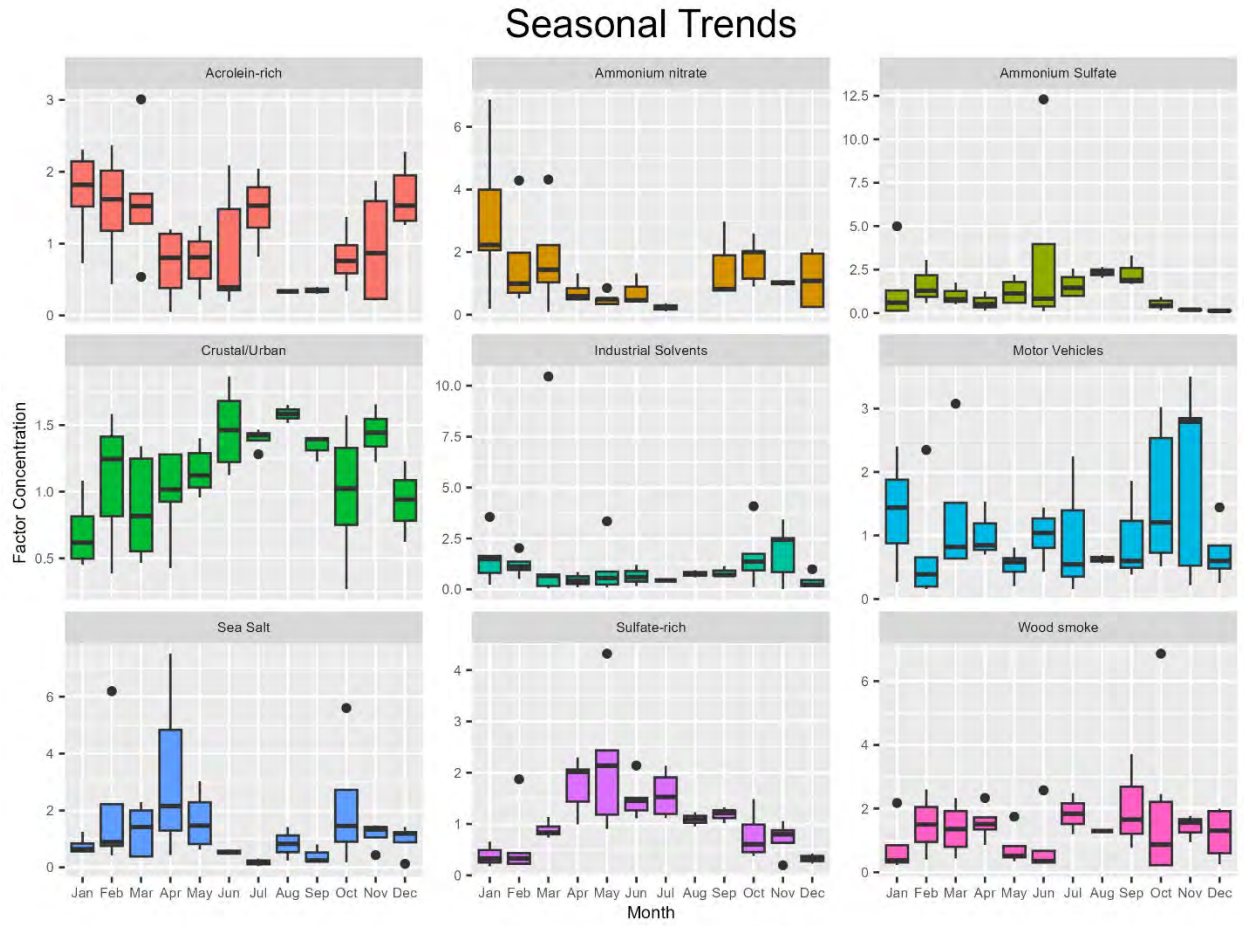 Seasonal Trends
Acrolein-rich
Ammonium nitrate
Ammonium Sulfate
3
2
1
0
6
4
2
0
12.5
10.0
7.5
5.0
2.5
0.0
Crustal/Urban
Industrial Solvents
Motor Vehicles
1.5
1.0
0.5
10.0
7.5
5.0
2.5
0.0
3
2
1
0
Factor Concentration
Sea Salt
Sulfate-rich
Wood smoke
6
4
2
0
4
3
2
1
0
6
4
2
0
Jan Feb Mar Apr May Jun Jul Aug Sep Oct Nov Dec
Jan Feb Mar Apr May Jun Jul Aug Sep Oct Nov Dec
Jan Feb Mar Apr May Jun Jul Aug Sep Oct Nov Dec
Month